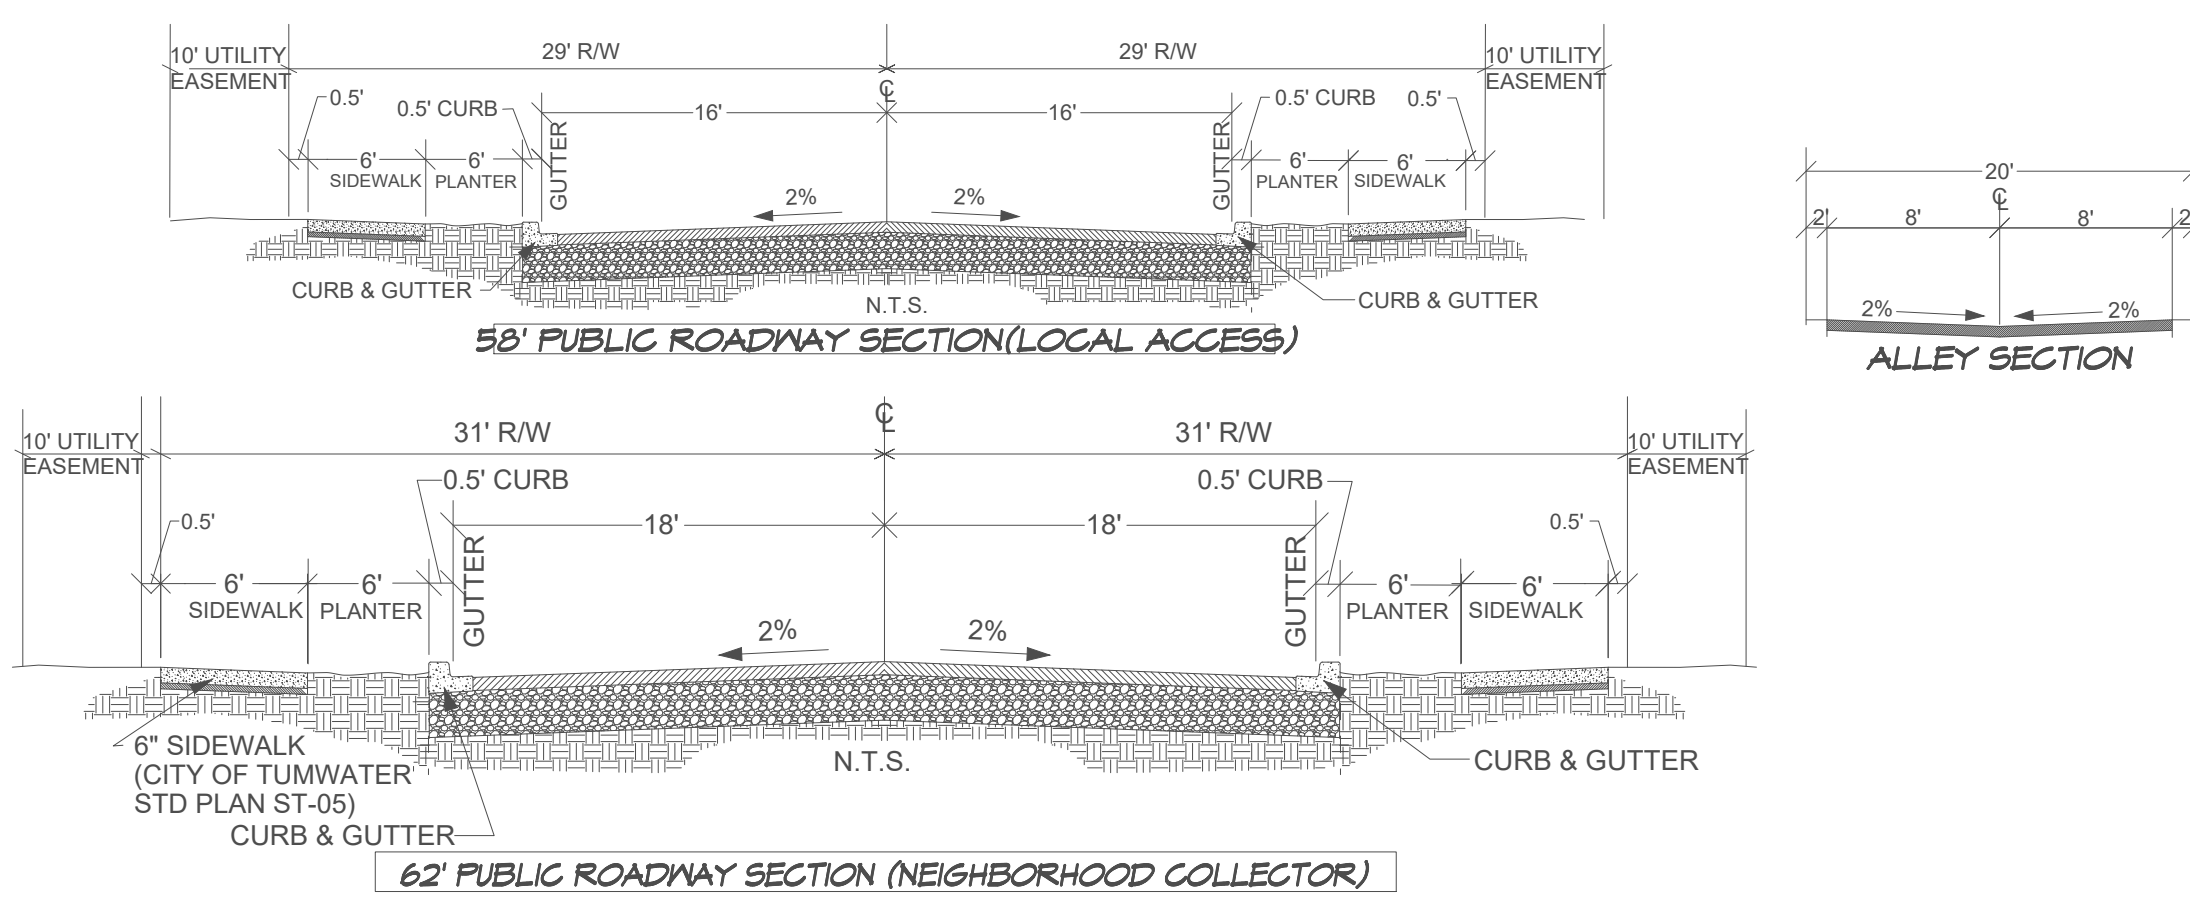 10' UTILITY
EASEMENT
29' R/W
29' R/W
10' UTILITY
EASEMENT
℄
0.5'
0.5' CURB
16'
16'
0.5' CURB
0.5'
GUTTER
GUTTER
6'
SIDEWALK
6'
PLANTER
6'
PLANTER
6'
SIDEWALK
2%
2%
CURB & GUTTER
CURB & GUTTER
N.T.S.
58' PUBLIC ROADWAY SECTION(LOCAL ACCESS)
20'
℄
2'
8'
8'
2%
2%
ALLEY SECTION
10' UTILITY
EASEMENT
31' R/W
℄
31' R/W
10' UTILITY
EASEMENT
0.5' CURB
0.5' CURB
0.5'
18'
18'
0.5'
GUTTER
GUTTER
6'
SIDEWALK
6'
PLANTER
6'
PLANTER
6'
SIDEWALK
2%
2%
6" SIDEWALK
(CITY OF TUMWATER
STD PLAN ST-05)
CURB & GUTTER
N.T.S.
CURB & GUTTER
62' PUBLIC ROADWAY SECTION (NEIGHBORHOOD COLLECTOR)